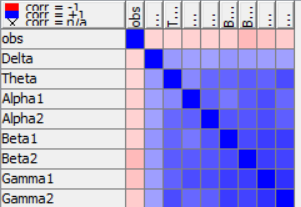 corr = -1
corr = +1
corr = n/a
obs ... T... ... ... B... B... ... ...
obs
Delta
Theta
Alpha1
Alpha2
Beta1
Beta2
Gamma1
Gamma2